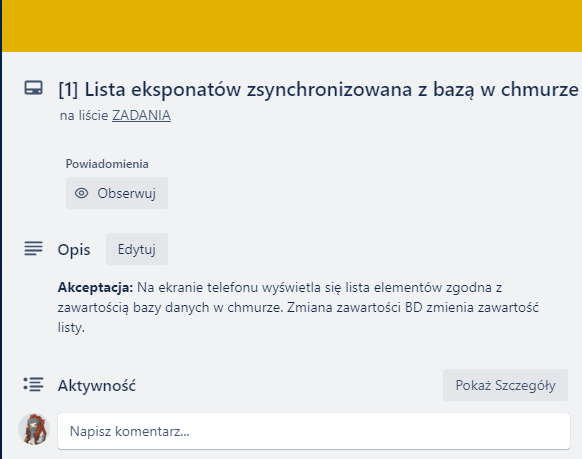 [1] Lista eksponatów zsynchronizowana z bazą w chmurze
na liście ZADANIA
Powiadomienia
Obserwuj
Opis
Edytuj
Akceptacja: Na ekranie telefonu wyświetla się lista elementów zgodna z
zawartością bazy danych w chmurze. Zmiana zawartości BD zmienia zawartość
listy.
Aktywność
Pokaż Szczegóły
Napisz komentarz...